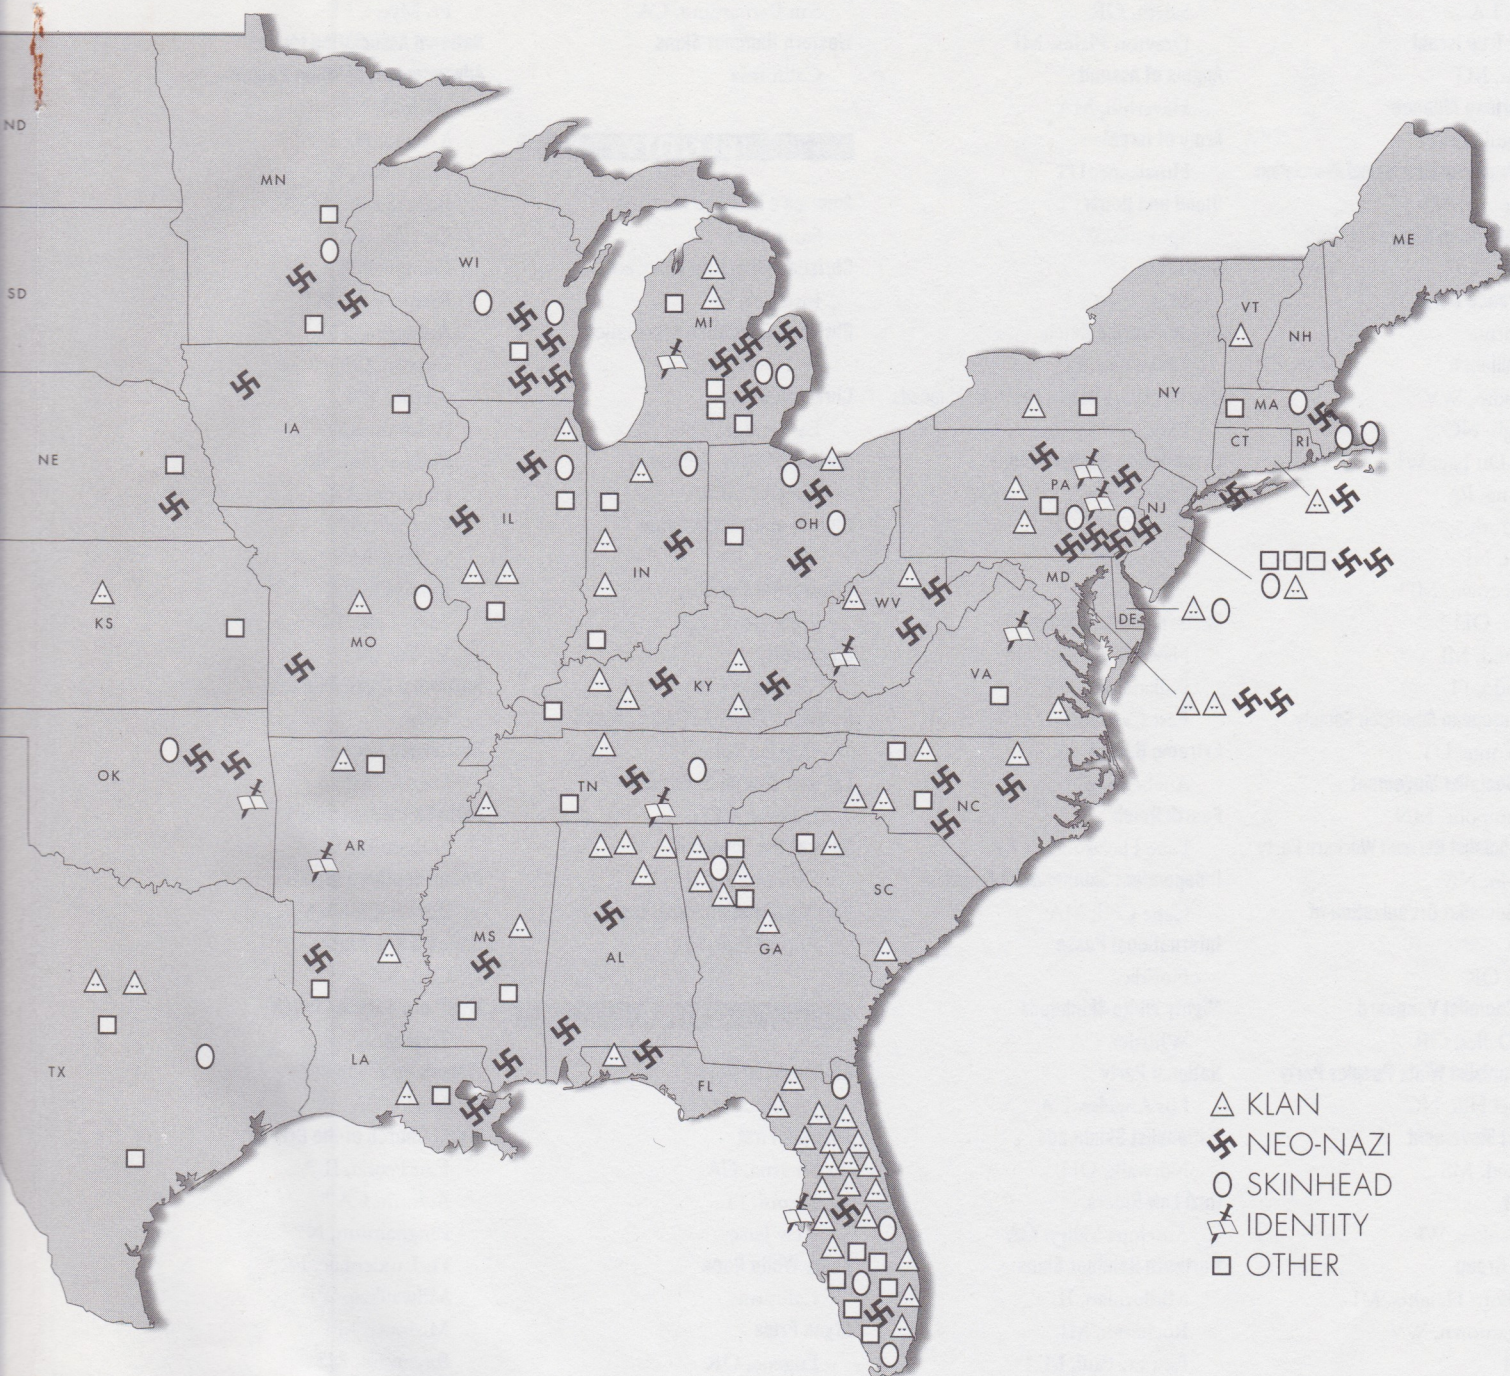 ND
MN
ME
WI
SD
VT
MI
NH
NY
MA
IA
CT
RI
NE
PA
IL
NJ
OH
IN
MD
WV
KS
DE
MO
VA
KY
OK
TN
NC
AR
SC
MS
GA
AL
LA
TX
FL
KLAN
NEO-NAZI
SKINHEAD
IDENTITY
OTHER